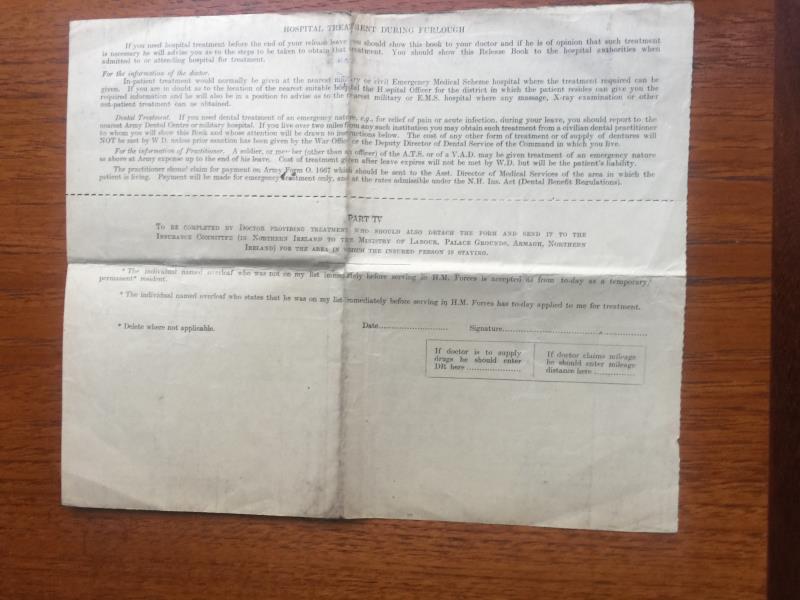 HOSPITAL TREATMENT DURING FURLOUGH
If you need hospital treatment before the end of your release leave you should show this book to your doctor and if he is of opinion that such treatment
is necessary he will advise you as to the steps to be taken to obtain that treatment. You should show this Release Book to the hospital authorities when
admitted to or attending hospital for treatment.
For the information of the doctor.
In-patient treatment would normally be given at the nearest military or civil Emergency Medical Scheme hospital where the treatment required can be
given. If you are in doubt as to the location of the nearest suitable hospital the Hospital Officer for the district in which the patient resides can give you the
required information and he will also be in a position to advise as to the nearest military or E.M.S. hospital where any massage, X-ray examination or other
out-patient treatment can be obtained.
Dental Treatment. If you need dental treatment of an emergency nature, e.g., for relief of pain or acute infection, during your leave, you should report to the
nearest Army Dental Centre or military hospital. If you live over two miles from any such institution you may obtain such treatment from a civilian dental practitioner
to whom you will show this Book and whose attention will be drawn to instructions below. The cost of any other form of treatment or of supply of dentures will
NOT be met by W.D. unless prior sanction has been given by the War Office or the Deputy Director of Dental Service of the Command in which you live.
For the information of Practitioner. A soldier, or member (other than an officer) of the A.T.S. or of a V.A.D. may be given treatment of an emergency nature
as above at Army expense up to the end of his leave. Cost of treatment given after leave expires will not be met by W.D. but will be the patient's liability.
The practitioner should claim for payment on Army Form O. 1667 which should be sent to the Asst. Director of Medical Services of the area in which the
patient is living. Payment will be made for emergency treatment only, and at the rates admissible under the N.H. Ins. Act (Dental Benefit Regulations).
PART IV
TO BE COMPLETED BY DOCTOR PROVIDING TREATMENT WHO SHOULD ALSO DETACH THE FORM AND SEND IT TO THE
INSURANCE COMMITTEE (IN NORTHERN IRELAND TO THE MINISTRY OF LABOUR, PALACE GROUNDS, ARMAGH, NORTHERN
IRELAND) FOR THE AREA IN WHICH THE INSURED PERSON IS STAYING.
* The individual named overleaf who was not on my list immediately before serving in H.M. Forces is accepted as from to-day as a temporary/
permanent* resident.
* The individual named overleaf who states that he was on my list immediately before serving in H.M. Forces has to-day applied to me for treatment.
* Delete where not applicable.
Date........................ Signature..................................................
If doctor is to supply
drugs he should enter
DR here ....................
If doctor claims mileage
he should enter mileage
distance here ..............